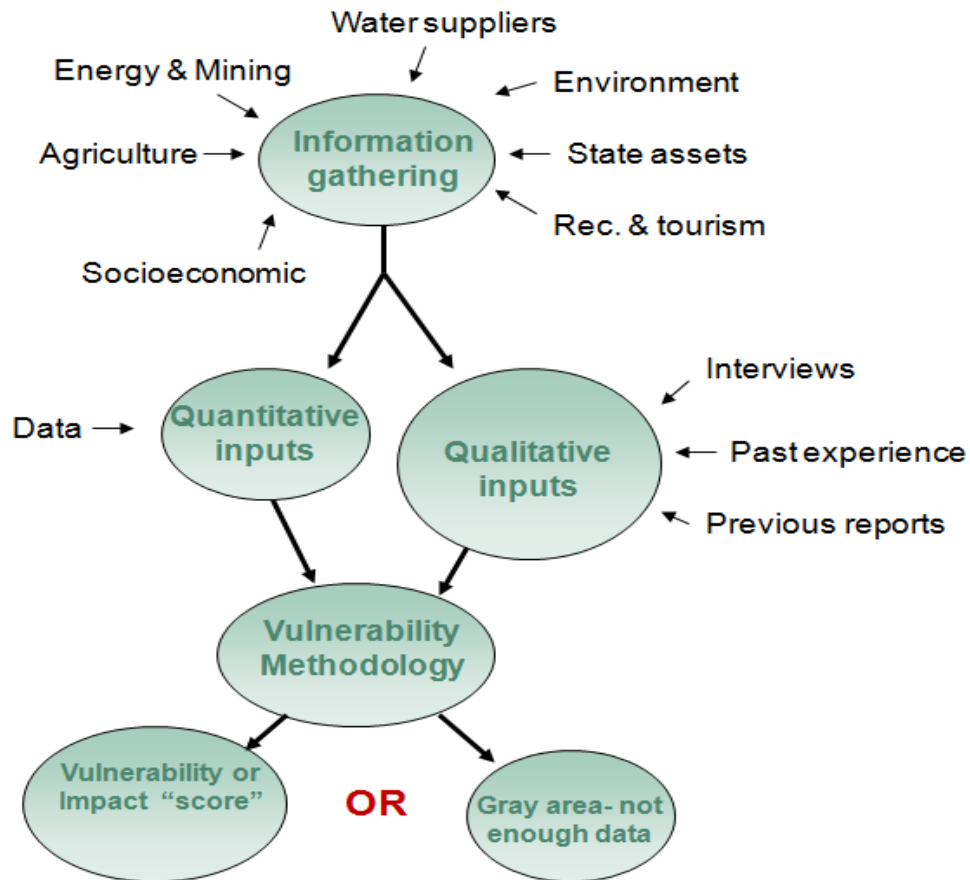 Water suppliers
Energy & Mining
Environment
Information
gathering
Agriculture
State assets
Rec. & tourism
Socioeconomic
Interviews
Quantitative
inputs
Data
Qualitative
inputs
Past experience
Previous reports
Vulnerability
Methodology
Vulnerability or
Impact “score”
OR
Gray area- not
enough data